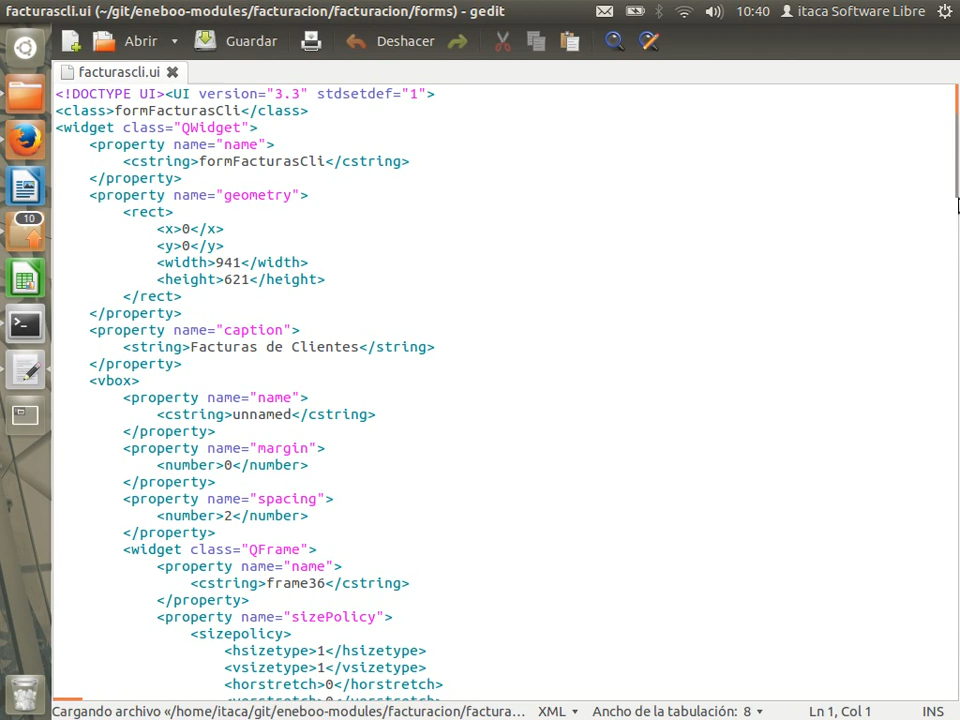 facturascli.ui (~/git/eneboo-modules/facturacion/facturacion/forms) - gedit
10:40 itaca Software Libre
Abrir Guardar Deshacer
facturascli.ui
10
<!DOCTYPE UI><UI version="3.3" stdsetdef="1">
<class>formFacturasCli</class>
<widget class="QWidget">
<property name="name">
<cstring>formFacturasCli</cstring>
</property>
<property name="geometry">
<rect>
<x>0</x>
<y>0</y>
<width>941</width>
<height>621</height>
</rect>
</property>
<property name="caption">
<string>Facturas de Clientes</string>
</property>
<vbox>
<property name="name">
<cstring>unnamed</cstring>
</property>
<property name="margin">
<number>0</number>
</property>
<property name="spacing">
<number>2</number>
</property>
<widget class="QFrame">
<property name="name">
<cstring>frame36</cstring>
</property>
<property name="sizePolicy">
<sizepolicy>
<hsizetype>1</hsizetype>
<vsizetype>1</vsizetype>
<horstretch>0</horstretch>
Cargando archivo «/home/itaca/git/eneboo-modules/facturacion/factura... XML Ancho de la tabulación: 8 Ln 1, Col 1 INS